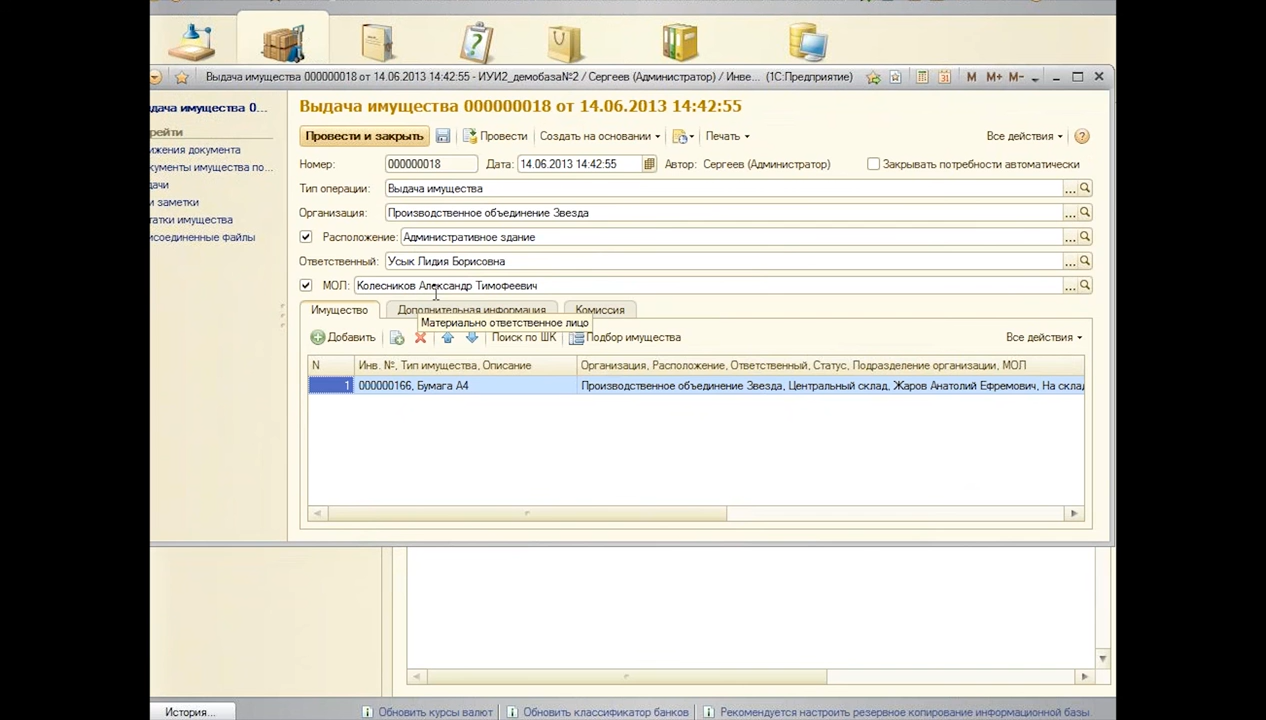 Выдача имущества 000000018 от 14.06.2013 14:42:55 - ИУИ2_демобаза№2 / Сергеев (Администратор) / Инве... (1С:Предприятие)
M M+ M-
дача имущества 0...
рейти
ижения документа
кументы имущества по...
дачи
и заметки
татки имущества
исоединенные файлы
Выдача имущества 000000018 от 14.06.2013 14:42:55
Провести и закрыть Провести Создать на основании Печать Все действия ?
Номер: 000000018 Дата: 14.06.2013 14:42:55 Автор: Сергеев (Администратор) Закрывать потребности автоматически
Тип операции: Выдача имущества ...
Организация: Производственное объединение Звезда ...
Расположение: Административное здание ...
Ответственный: Усык Лидия Борисовна ...
МОЛ: Колесников Александр Тимофеевич ...
Имущество Дополнительная информация Комиссия
Материально ответственное лицо
Добавить Поиск по ШК Подбор имущества Все действия
N Инв. №, Тип имущества, Описание Организация, Расположение, Ответственный, Статус, Подразделение организации, МОЛ
1 000000166, Бумага А4 Производственное объединение Звезда, Центральный склад, Жаров Анатолий Ефремович, На склад
История... Обновить курсы валют Обновить классификатор банков Рекомендуется настроить резервное копирование информационной базы